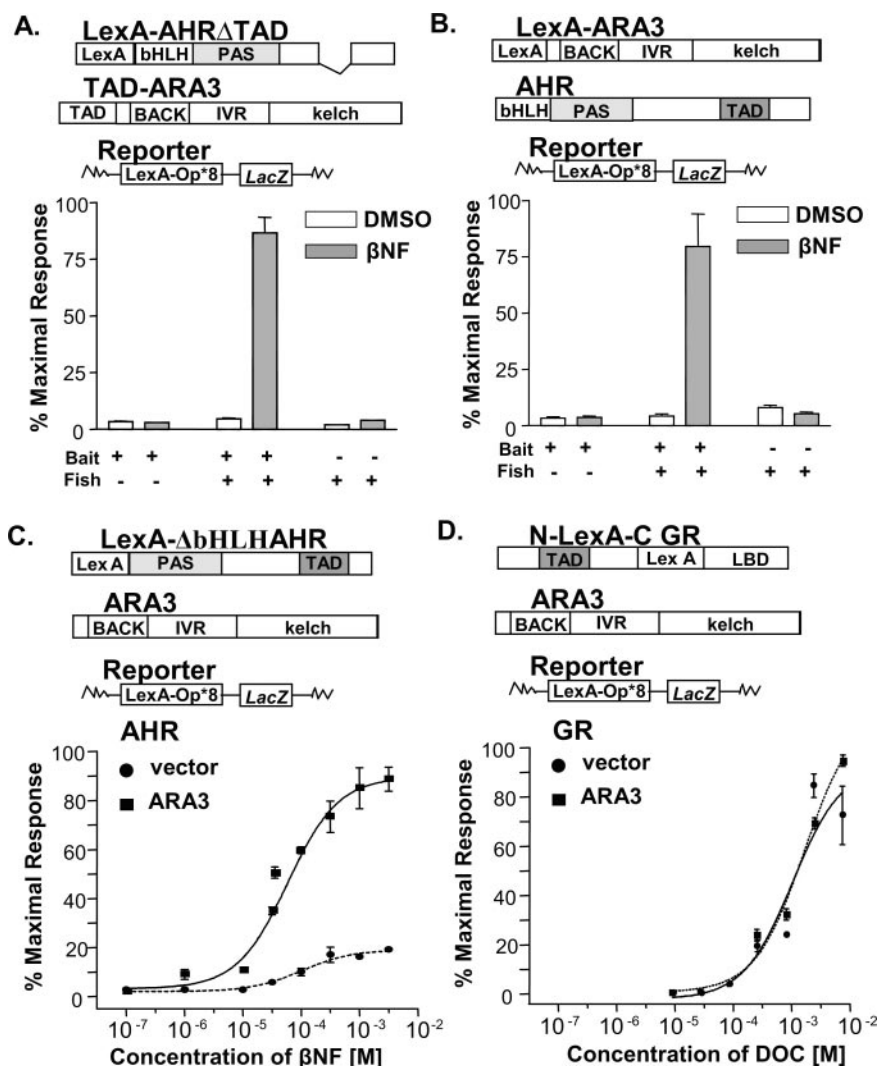 A.
LexA-AHRΔTAD
LexA bHLH PAS
TAD-ARA3
TAD BACK IVR kelch
Reporter
LexA-Op*8 LacZ
% Maximal Response
100
75
50
25
0
DMSO
βNF
Bait + + + + - -
Fish - - + + + +
B.
LexA-ARA3
LexA BACK IVR kelch
AHR
bHLH PAS TAD
Reporter
LexA-Op*8 LacZ
% Maximal Response
100
75
50
25
0
DMSO
βNF
Bait + + + + - -
Fish - - + + + +
C.
LexA-ΔbHLHAHR
Lex A PAS TAD
ARA3
BACK IVR kelch
Reporter
LexA-Op*8 LacZ
AHR
vector
ARA3
% Maximal Response
100
80
60
40
20
0
10-7 10-6 10-5 10-4 10-3 10-2
Concentration of βNF [M]
D.
N-LexA-C GR
TAD Lex A LBD
ARA3
BACK IVR kelch
Reporter
LexA-Op*8 LacZ
GR
vector
ARA3
% Maximal Response
100
80
60
40
20
0
10-7 10-6 10-5 10-4 10-3 10-2
Concentration of DOC [M]